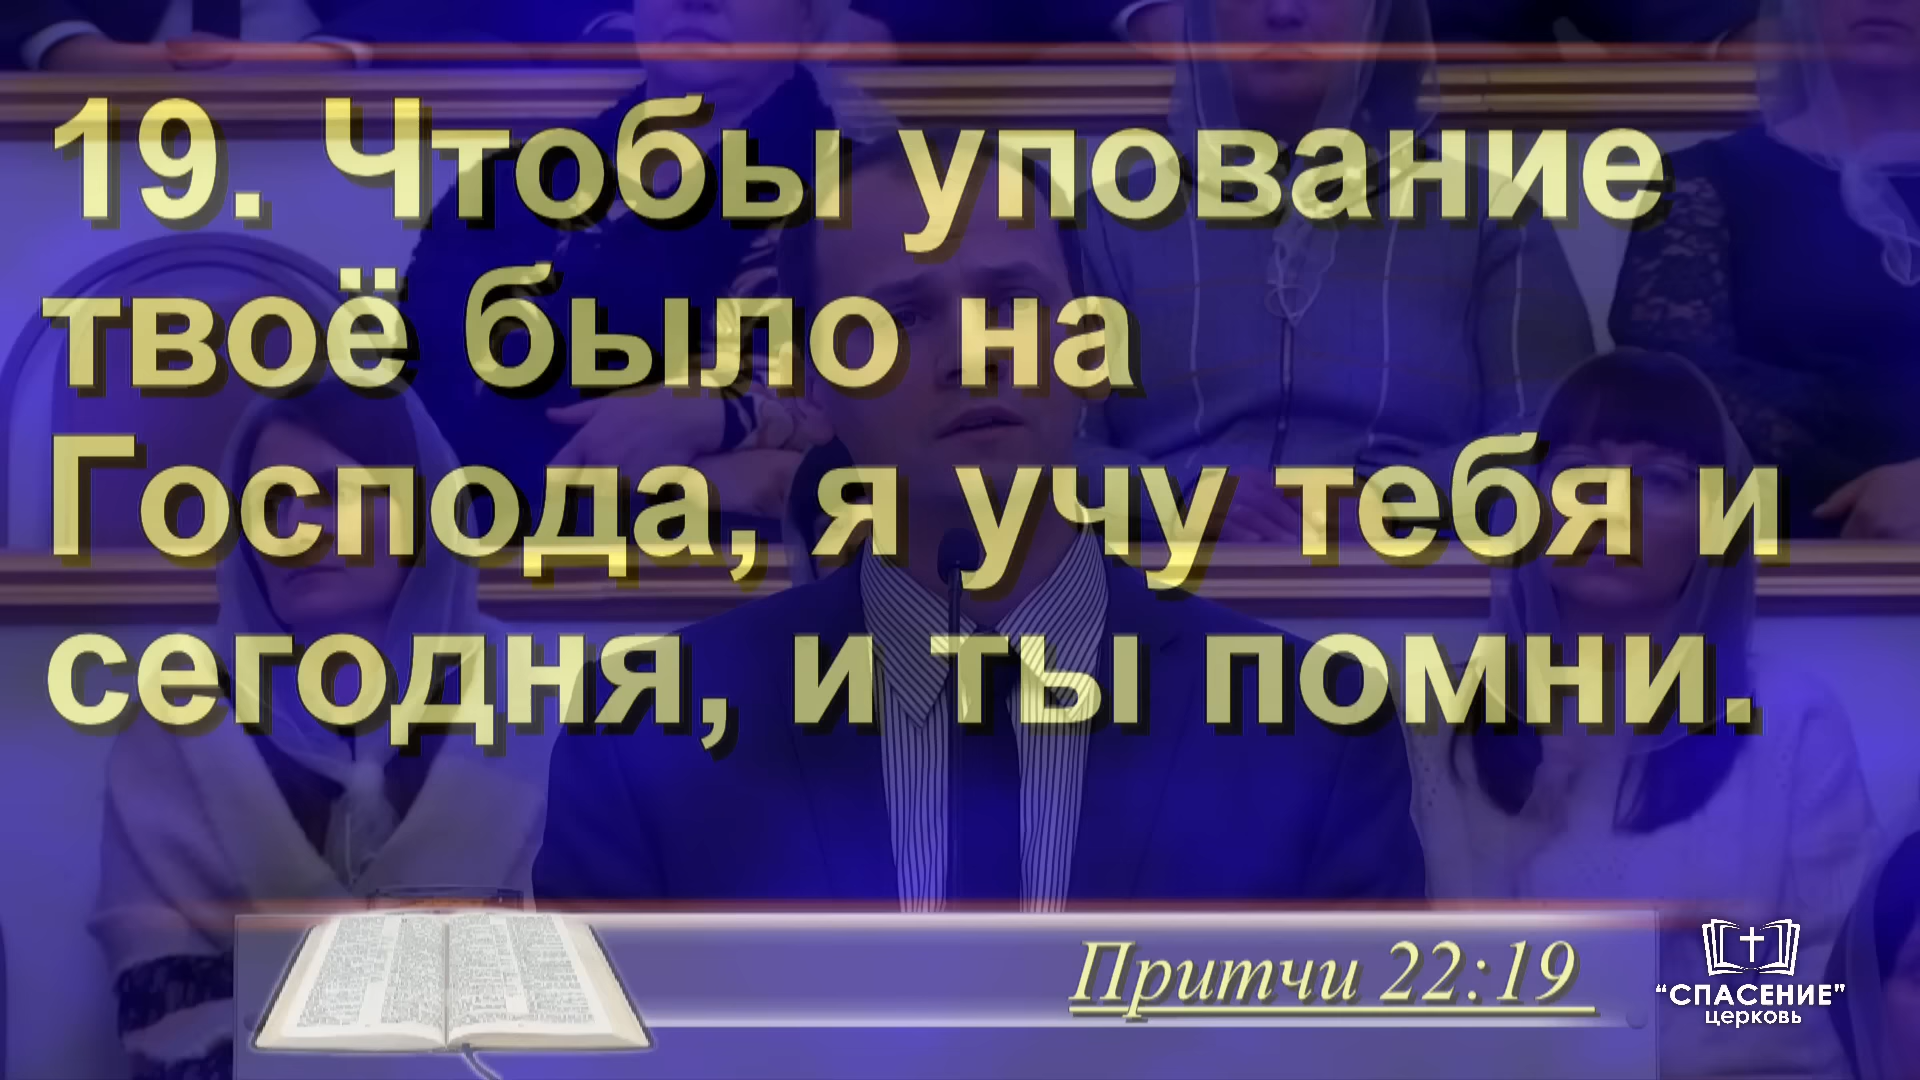 19. Чтобы упование
твоё было на
Господа, я учу тебя и
сегодня, и ты помни.
Притчи 22:19
“СПАСЕНИЕ”
церковь